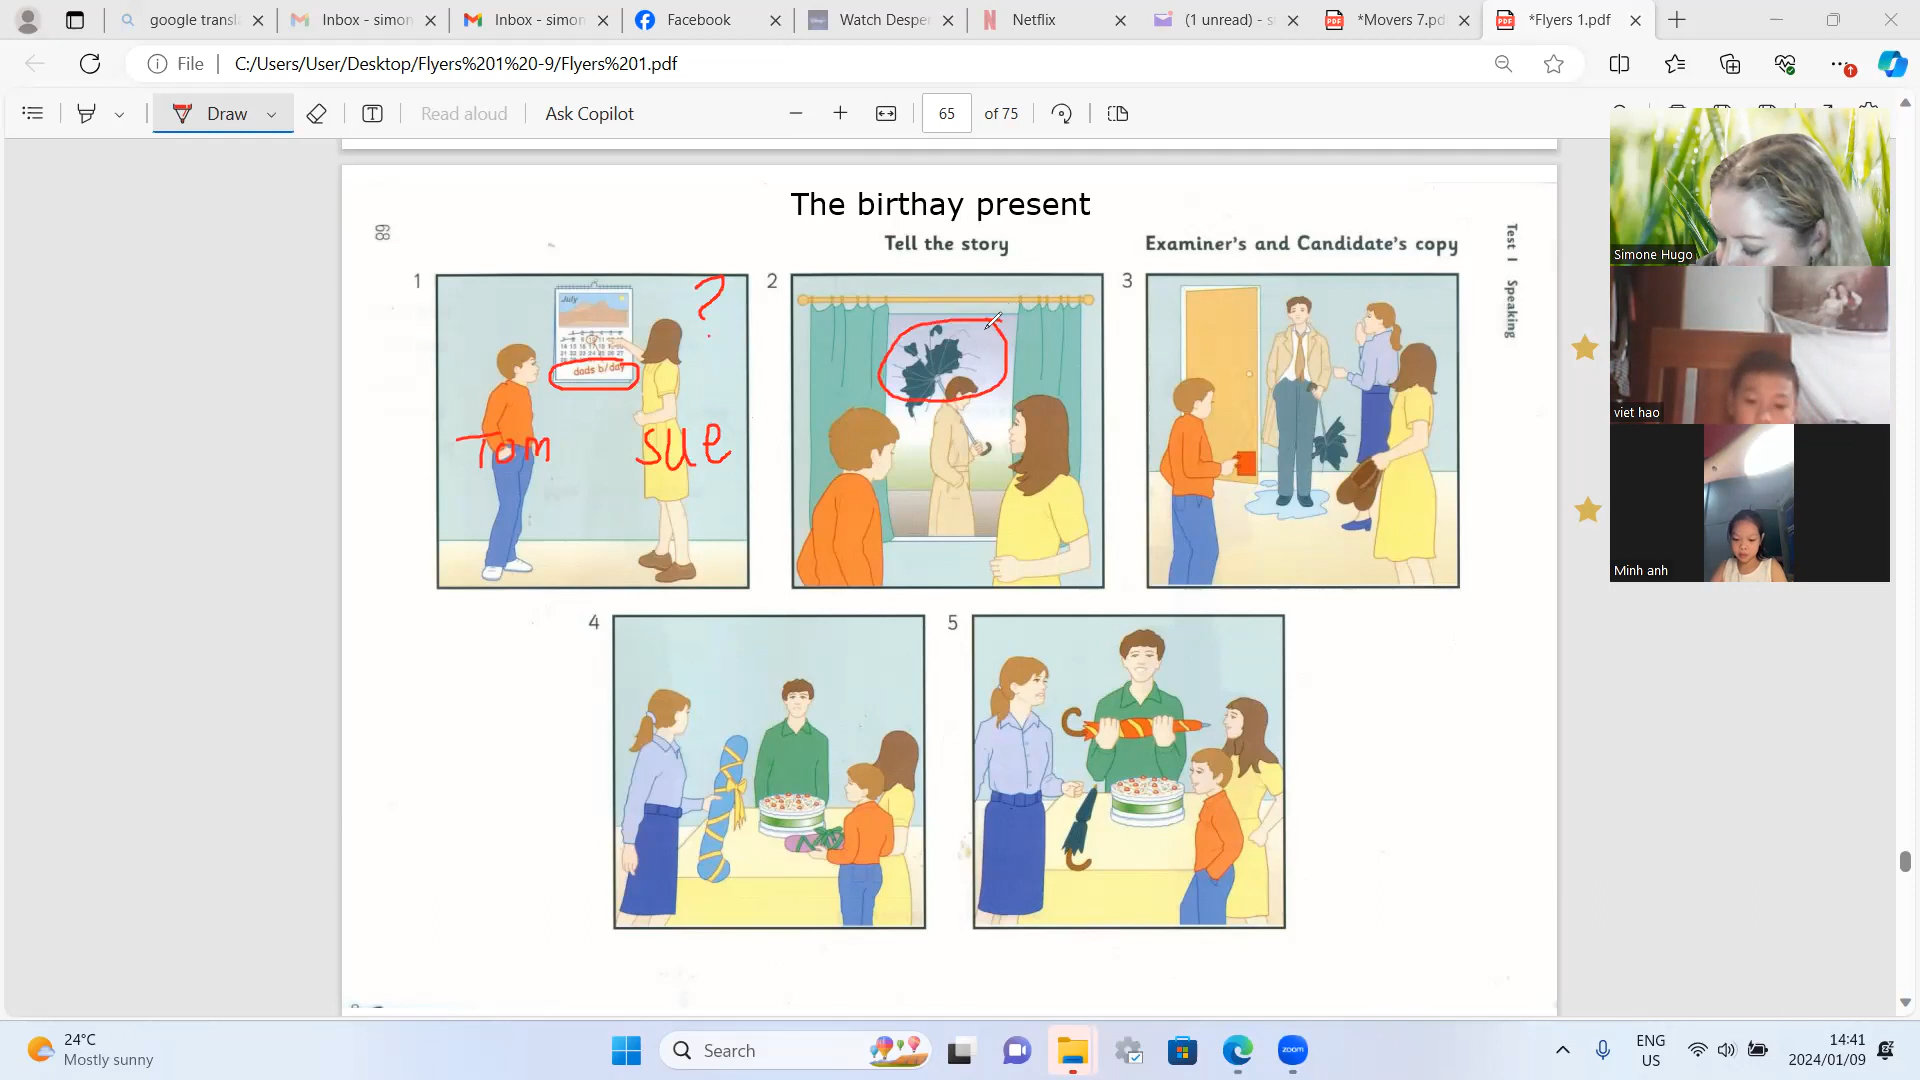 google transl
Inbox - simon
Inbox - simon
Facebook
Watch Desper
Netflix
(1 unread) - s
*Movers 7.pd
*Flyers 1.pdf
File
C:/Users/User/Desktop/Flyers%201%20-9/Flyers%201.pdf
Draw
Read aloud
Ask Copilot
65
of 75
The birthay present
68
Tell the story
Examiner's and Candidate's copy
Test 1 Speaking
1
2
3
July
dads b/day
?
Tom
sue
4
5
Simone Hugo
viet hao
Minh anh
24°C
Mostly sunny
Search
zoom
ENG
US
14:41
2024/01/09